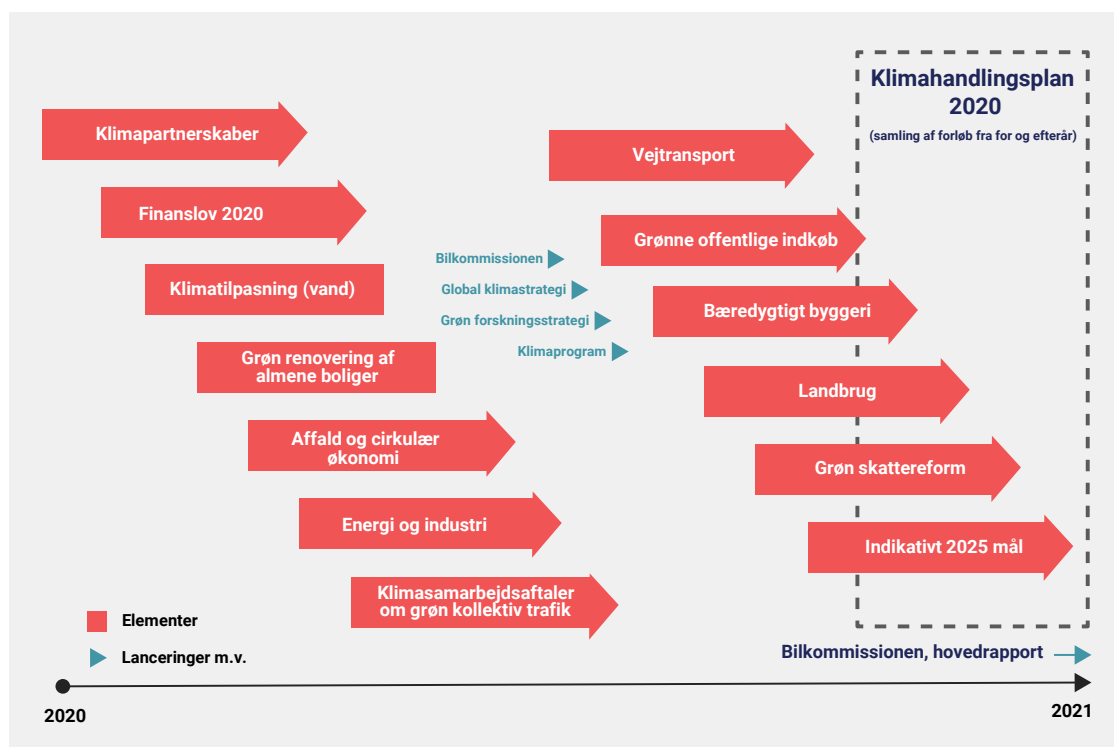 Klimahandlingsplan
2020
(samling af forløb fra for og efterår)
Klimapartnerskaber
Finanslov 2020
Klimatilpasning (vand)
Grøn renovering af
almene boliger
Affald og cirkulær
økonomi
Energi og industri
Klimasamarbejdsaftaler
om grøn kollektiv trafik
Bilkommissionen
Global klimastrategi
Grøn forskningsstrategi
Klimaprogram
Vejtransport
Grønne offentlige indkøb
Bæredygtigt byggeri
Landbrug
Grøn skattereform
Indikativt 2025 mål
Elementer
Lanceringer m.v.
Bilkommissionen, hovedrapport
2020
2021